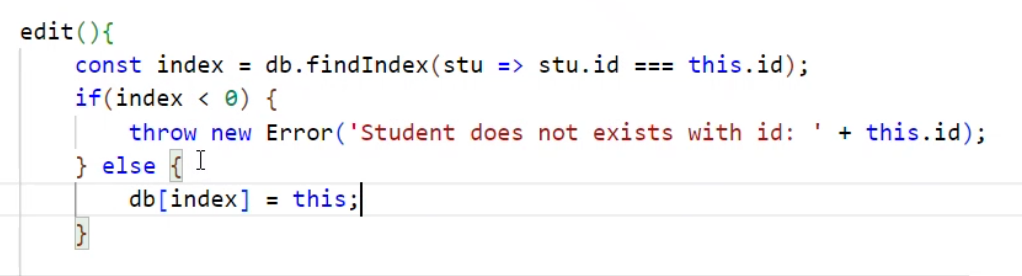 edit(){
    const index = db.findIndex(stu => stu.id === this.id);
    if(index < 0) {
        throw new Error('Student does not exists with id: ' + this.id);
    } else {
        db[index] = this;
    }